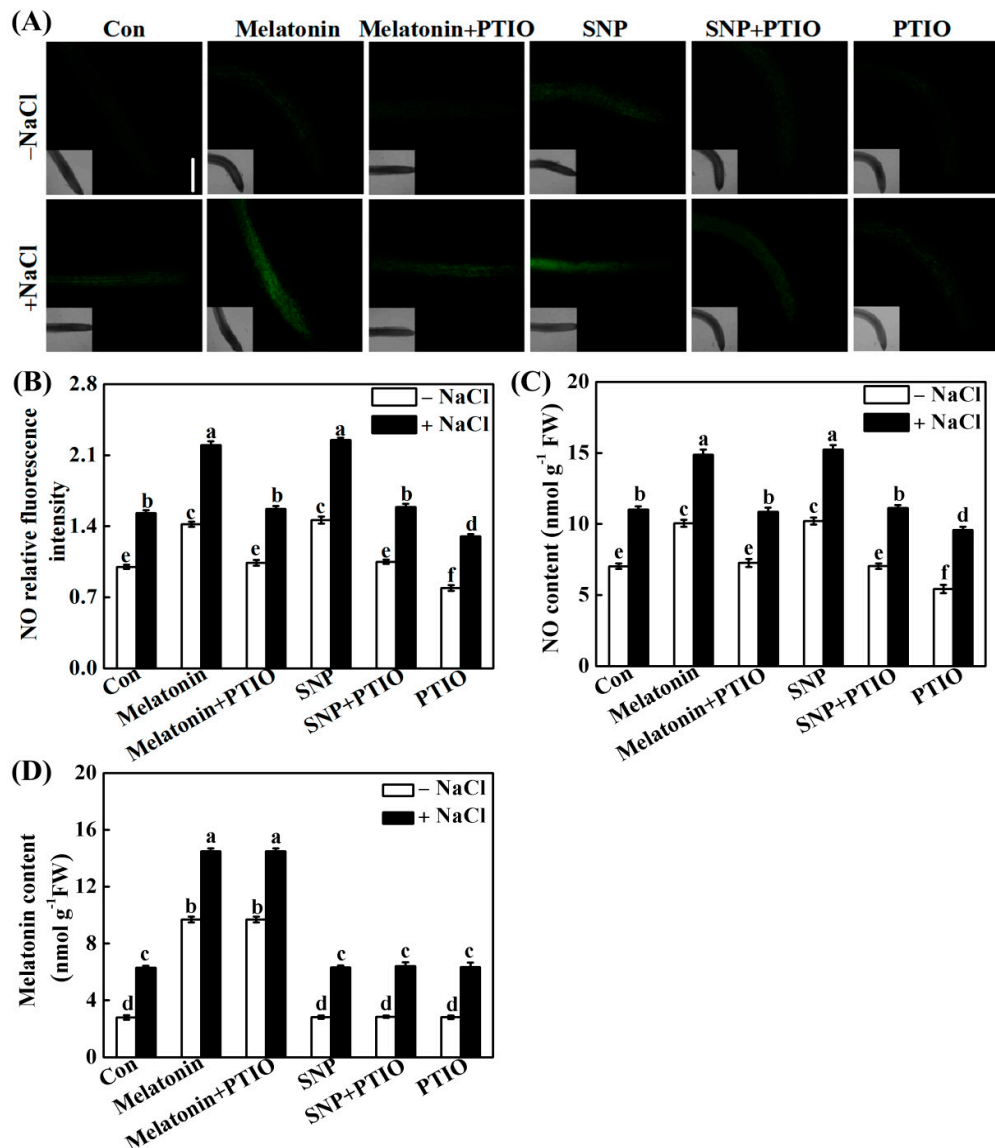 (A)
Con Melatonin Melatonin+PTIO SNP SNP+PTIO PTIO
–NaCl
+NaCl
(B)
NO relative fluorescence
intensity
2.8
2.1
1.4
0.7
0.0
– NaCl
+ NaCl
e b c a e b c a e b f d
Con Melatonin Melatonin+PTIO SNP SNP+PTIO PTIO
(C)
NO content (nmol g⁻¹ FW)
20
15
10
5
0
– NaCl
+ NaCl
e b c a e b c a e b f d
Con Melatonin Melatonin+PTIO SNP SNP+PTIO PTIO
(D)
Melatonin content
(nmol g⁻¹FW)
20
16
12
8
4
0
– NaCl
+ NaCl
d c b a b a d c d c d c
Con Melatonin Melatonin+PTIO SNP SNP+PTIO PTIO